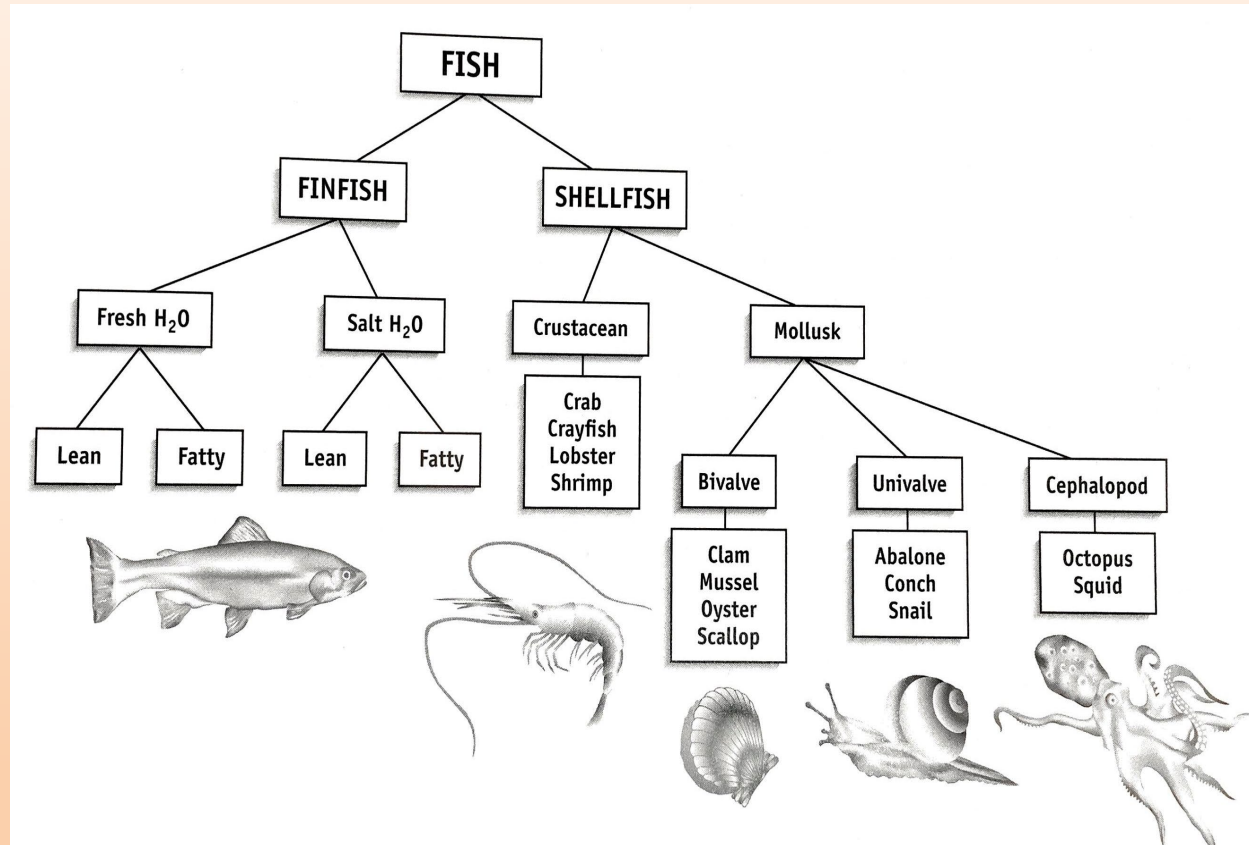 FISH
FINFISH
SHELLFISH
Fresh H₂O
Salt H₂O
Crustacean
Mollusk
Lean
Fatty
Lean
Fatty
Crab
Crayfish
Lobster
Shrimp
Bivalve
Univalve
Cephalopod
Clam
Mussel
Oyster
Scallop
Abalone
Conch
Snail
Octopus
Squid